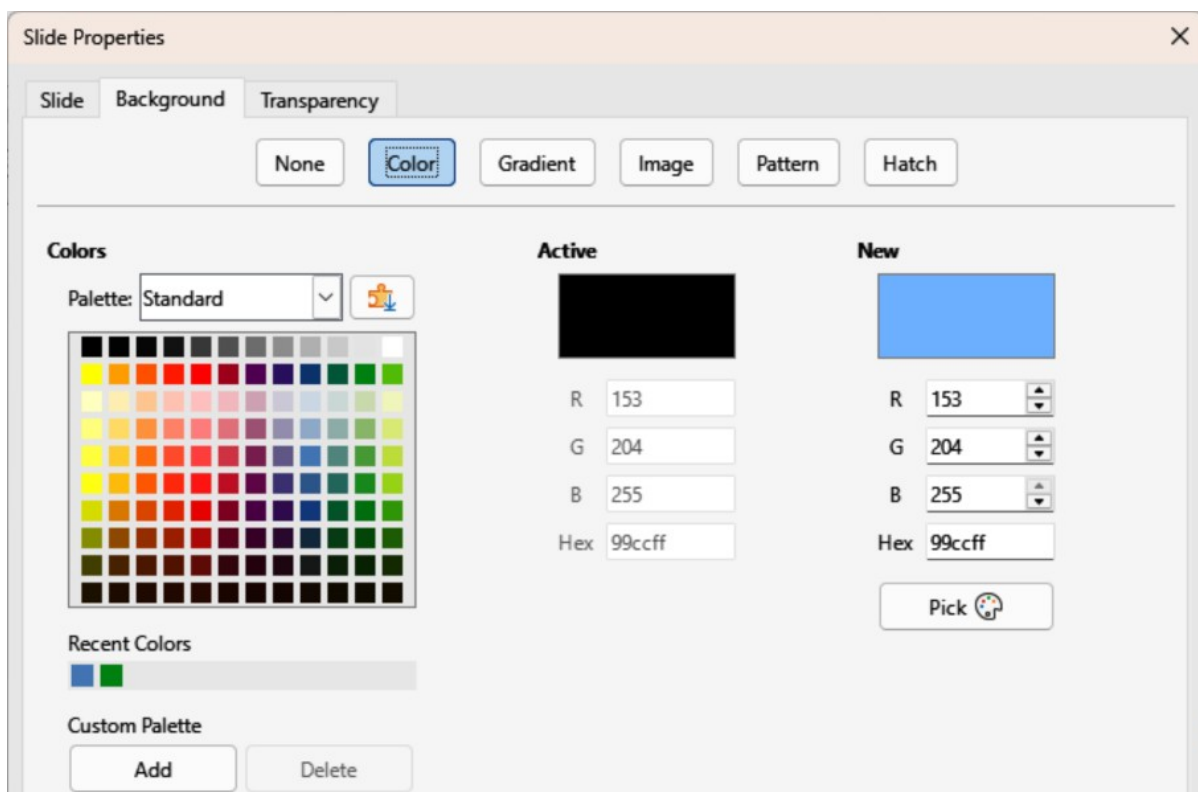 Slide Properties
Slide Background Transparency
None Color Gradient Image Pattern Hatch
Colors Active New
Palette: Standard
R 153 R 153
G 204 G 204
B 255 B 255
Hex 99ccff Hex 99ccff
Pick
Recent Colors
Custom Palette
Add Delete